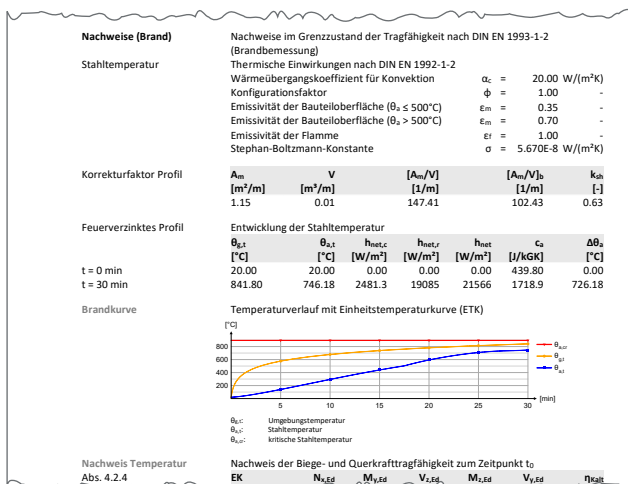 Nachweise (Brand) Nachweise im Grenzzustand der Tragfähigkeit nach DIN EN 1993-1-2
(Brandbemessung)
Stahltemperatur Thermische Einwirkungen nach DIN EN 1992-1-2
Wärmeübergangskoeffizient für Konvektion αc = 20.00 W/(m²K)
Konfigurationsfaktor ϕ = 1.00 -
Emissivität der Bauteiloberfläche (θa ≤ 500°C) εm = 0.35 -
Emissivität der Bauteiloberfläche (θa > 500°C) εm = 0.70 -
Emissivität der Flamme εf = 1.00 -
Stephan-Boltzmann-Konstante σ = 5.670E-8 W/(m²K)
Korrekturfaktor Profil Am V [Am/V] [Am/V]b ksh
[m²/m] [m³/m] [1/m] [1/m] [-]
1.15 0.01 147.41 102.43 0.63
Feuerverzinktes Profil Entwicklung der Stahltemperatur
θg,t θa,t hnet,c hnet,r hnet ca Δθa
[°C] [°C] [W/m²] [W/m²] [W/m²] [J/kgK] [°C]
t = 0 min 20.00 20.00 0.00 0.00 0.00 439.80 0.00
t = 30 min 841.80 746.18 2481.3 19085 21566 1718.9 726.18
Brandkurve Temperaturverlauf mit Einheitstemperaturkurve (ETK)
[°C]
800
600
400
200
5 10 15 20 25 30 [min]
θa,cr
θg,t
θa,t
θg,t: Umgebungstemperatur
θa,t: Stahltemperatur
θa,cr: kritische Stahltemperatur
Nachweis Temperatur Nachweis der Biege- und Querkrafttragfähigkeit zum Zeitpunkt t0
Abs. 4.2.4 EK Nx,Ed My,Ed Vz,Ed Mz,Ed Vy,Ed ηKalt